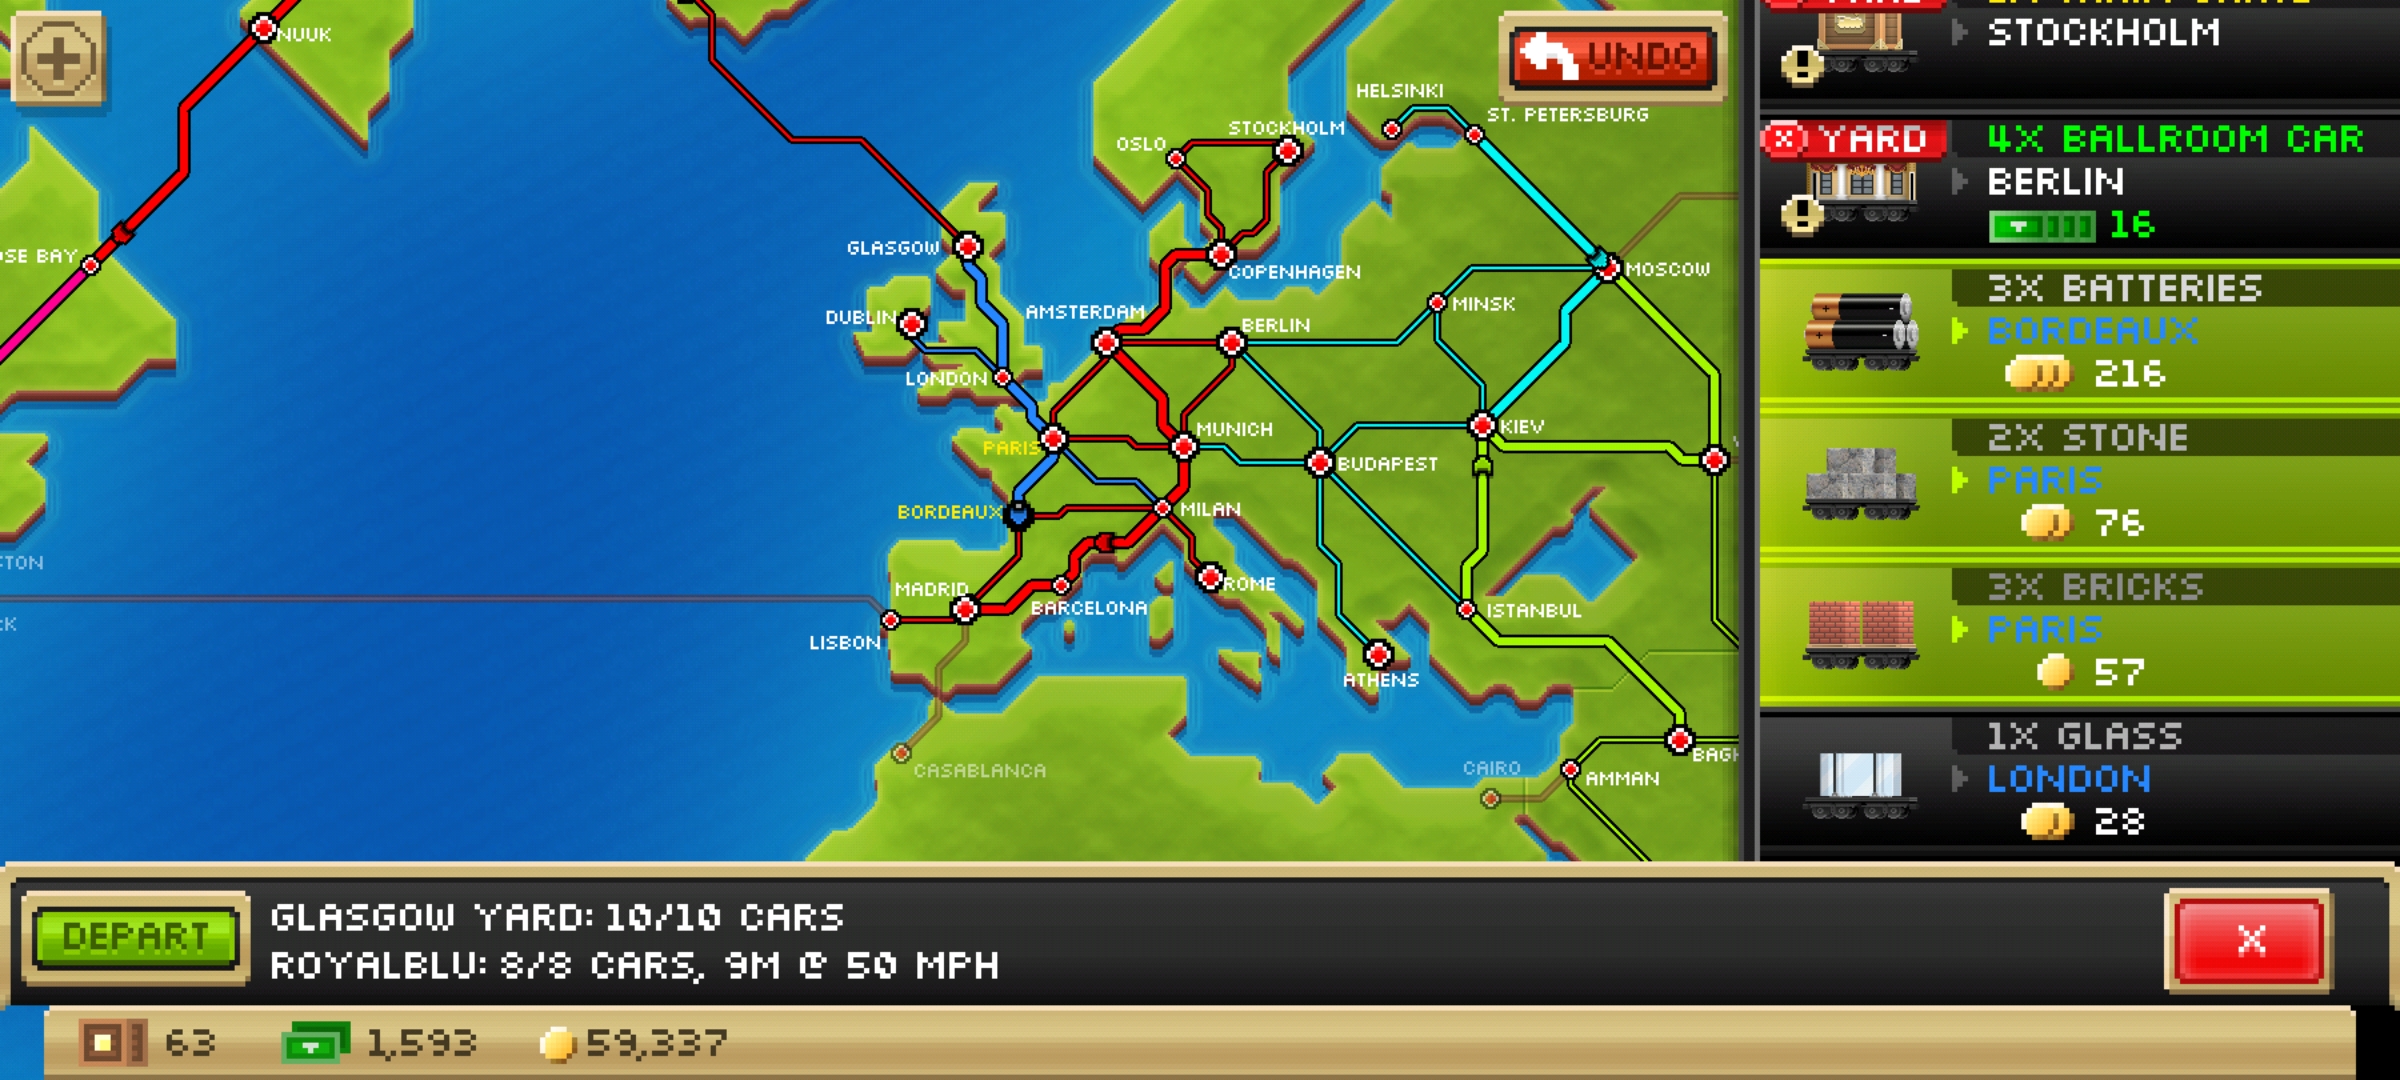 NUUK
UNDO
STOCKHOLM
HELSINKI
ST. PETERSBURG
STOCKHOLM
OSLO
YARD
4X BALLROOM CAR
BERLIN
16
GLASGOW
OSE BAY
COPENHAGEN
MOSCOW
3X BATTERIES
BORDEAUX
216
DUBLIN
AMSTERDAM
BERLIN
MINSK
LONDON
PARIS
MUNICH
KIEV
BUDAPEST
2X STONE
PARIS
76
BORDEAUX
MILAN
MADRID
ROME
BARCELONA
ISTANBUL
LISBON
3X BRICKS
PARIS
57
ATHENS
CASABLANCA
CAIRO
AMMAN
BAGH
1X GLASS
LONDON
28
DEPART
GLASGOW YARD: 10/10 CARS
ROYALBLU: 8/8 CARS, 9M @ 50 MPH
X
63
1,593
59,337